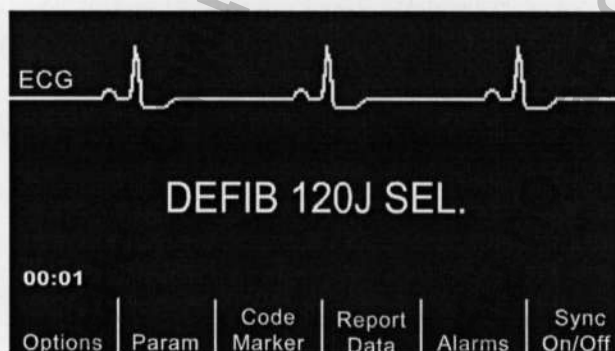 ECG
DEFIB 120J SEL.
00:01
Options
Param
Code
Marker
Report
Data
Alarms
Sync
On/Off